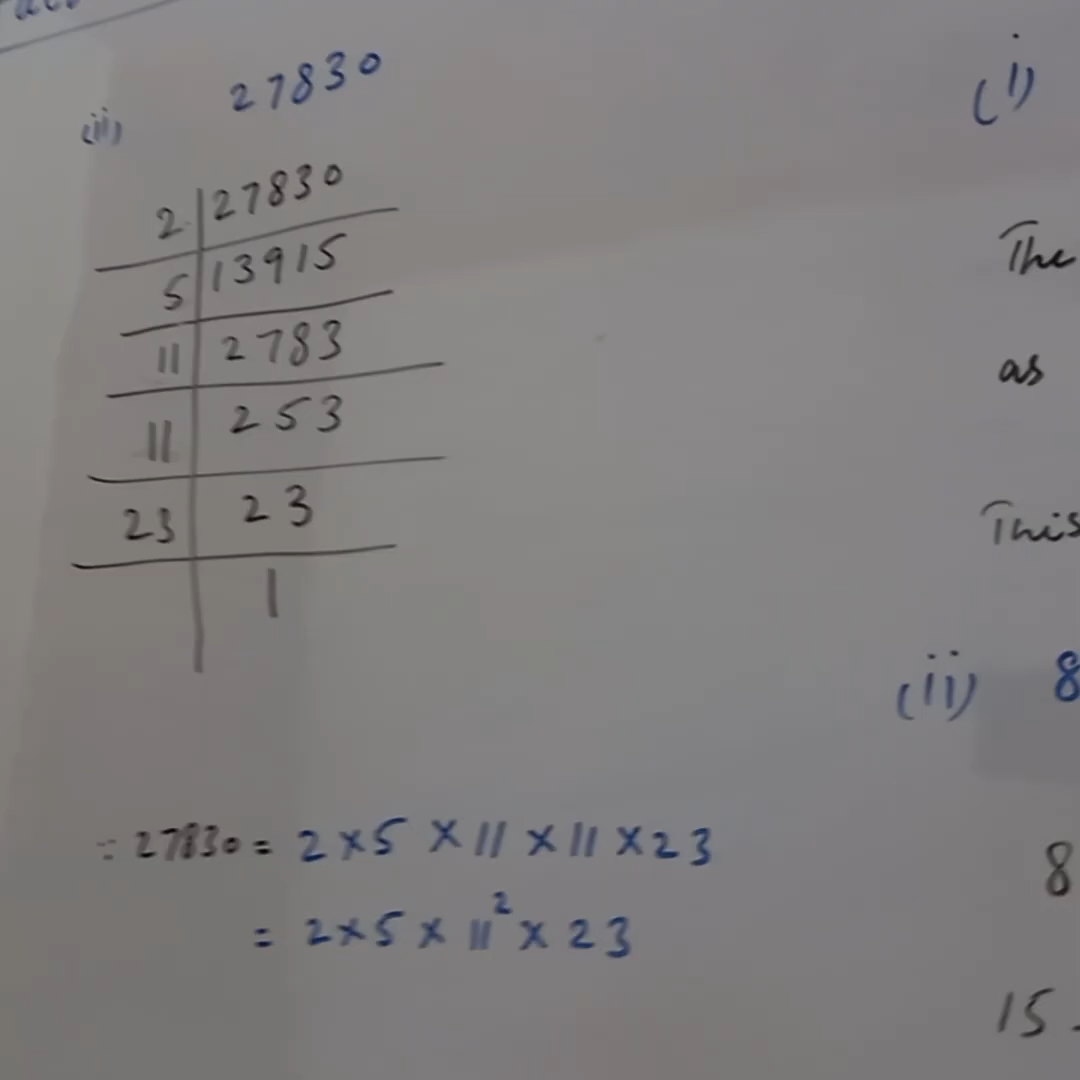 (ii) 27830
2 | 27830
5 | 13915
11 | 2783
11 | 253
23 | 23
1
∴ 27830 = 2 × 5 × 11 × 11 × 23
= 2 × 5 × 11² × 23
(i)
The
as
This
(ii) 8
8
15